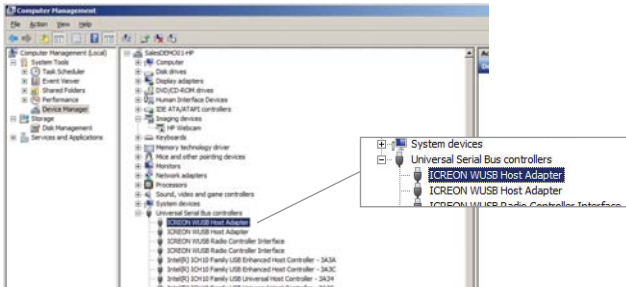 Computer Management
File Action View Help
Computer Management (Local)
System Tools
Task Scheduler
Event Viewer
Shared Folders
Performance
Device Manager
Storage
Disk Management
Services and Applications
SalesDEMO01-HP
Computer
Disk drives
Display adapters
DVD/CD-ROM drives
Human Interface Devices
IDE ATA/ATAPI controllers
Imaging devices
HP Webcam
Keyboards
Memory technology driver
Mice and other pointing devices
Monitors
Network adapters
Processors
Sound, video and game controllers
System devices
Universal Serial Bus controllers
ICREON WUSB Host Adapter
ICREON WUSB Host Adapter
ICREON WUSB Radio Controller Interface
ICREON WUSB Radio Controller Interface
Intel(R) ICH10 Family USB Enhanced Host Controller - 3A3A
Intel(R) ICH10 Family USB Enhanced Host Controller - 3A3C
Intel(R) ICH10 Family USB Universal Host Controller - 3A34
System devices
Universal Serial Bus controllers
ICREON WUSB Host Adapter
ICREON WUSB Host Adapter
ICREON WUSB Radio Controller Interface